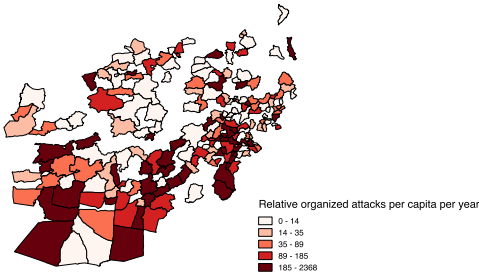 Relative organized attacks per capita per year
0 - 14
14 - 35
35 - 89
89 - 185
185 - 2368